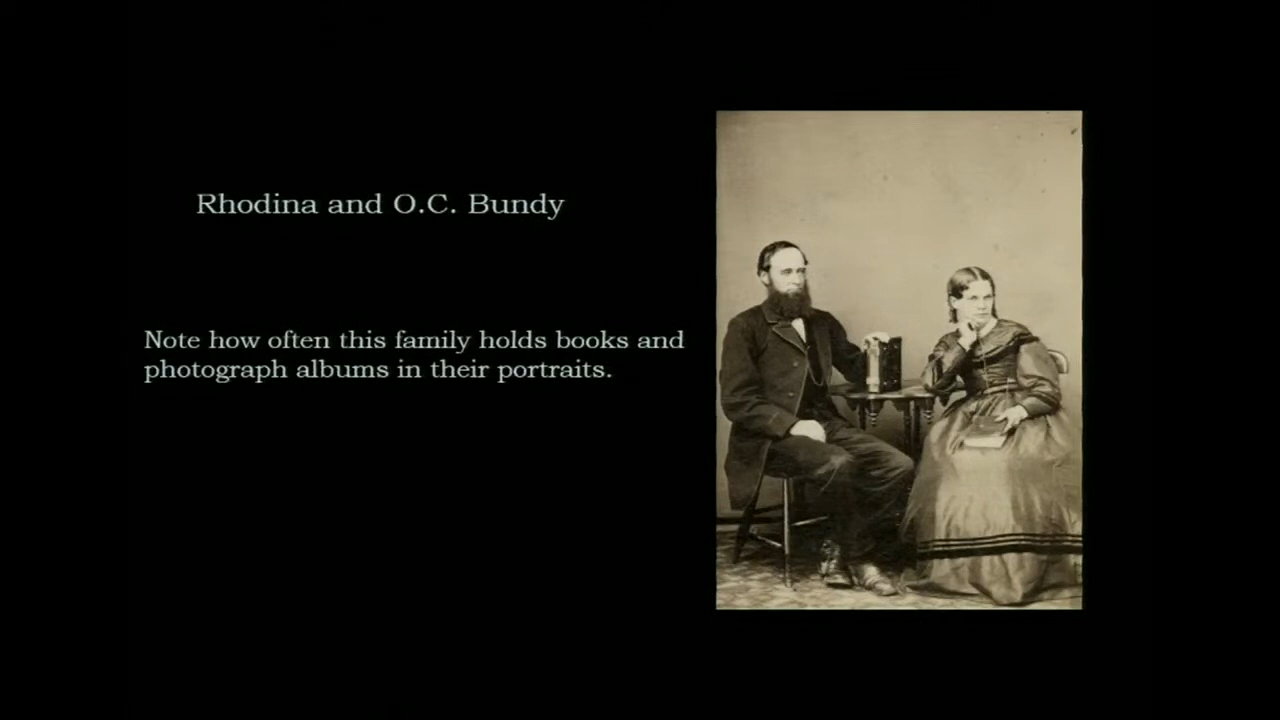 Rhodina and O.C. Bundy
Note how often this family holds books and
photograph albums in their portraits.